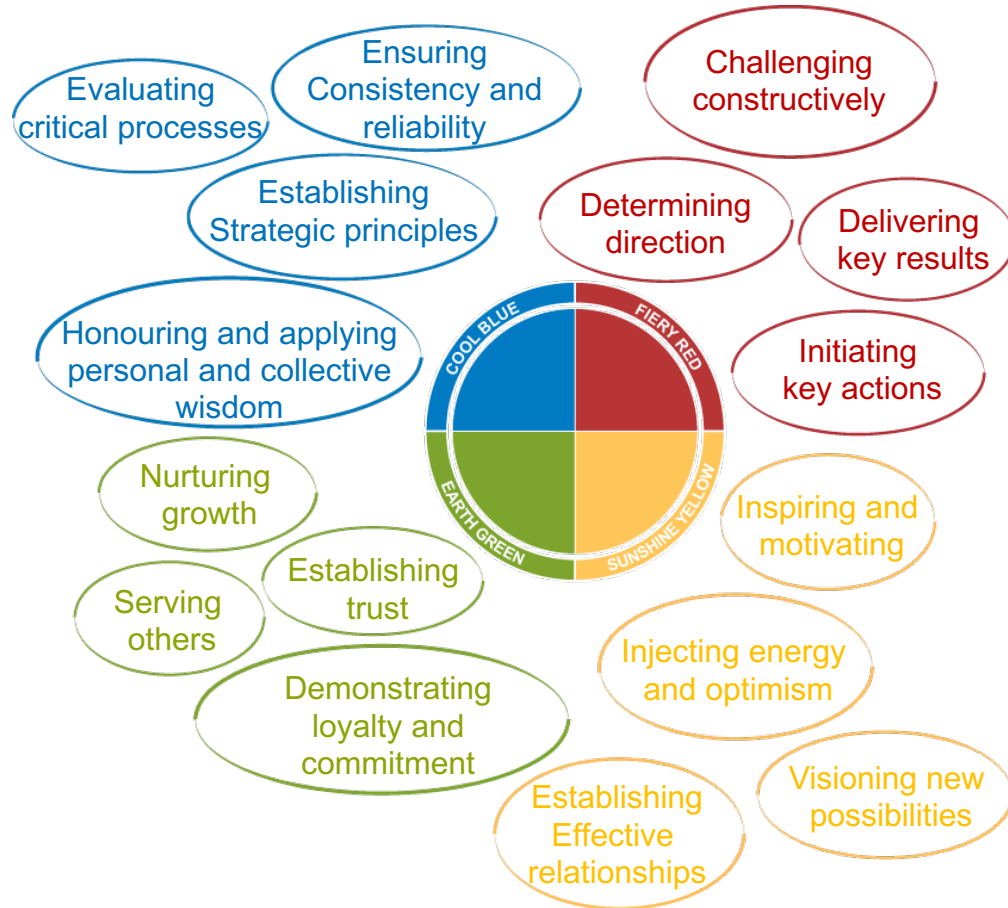 Evaluating
critical processes
Ensuring
Consistency and
reliability
Establishing
Strategic principles
Honouring and applying
personal and collective
wisdom
Challenging
constructively
Determining
direction
Delivering
key results
Initiating
key actions
COOL BLUE
FIERY RED
EARTH GREEN
SUNSHINE YELLOW
Nurturing
growth
Establishing
trust
Serving
others
Demonstrating
loyalty and
commitment
Inspiring and
motivating
Injecting energy
and optimism
Visioning new
possibilities
Establishing
Effective
relationships